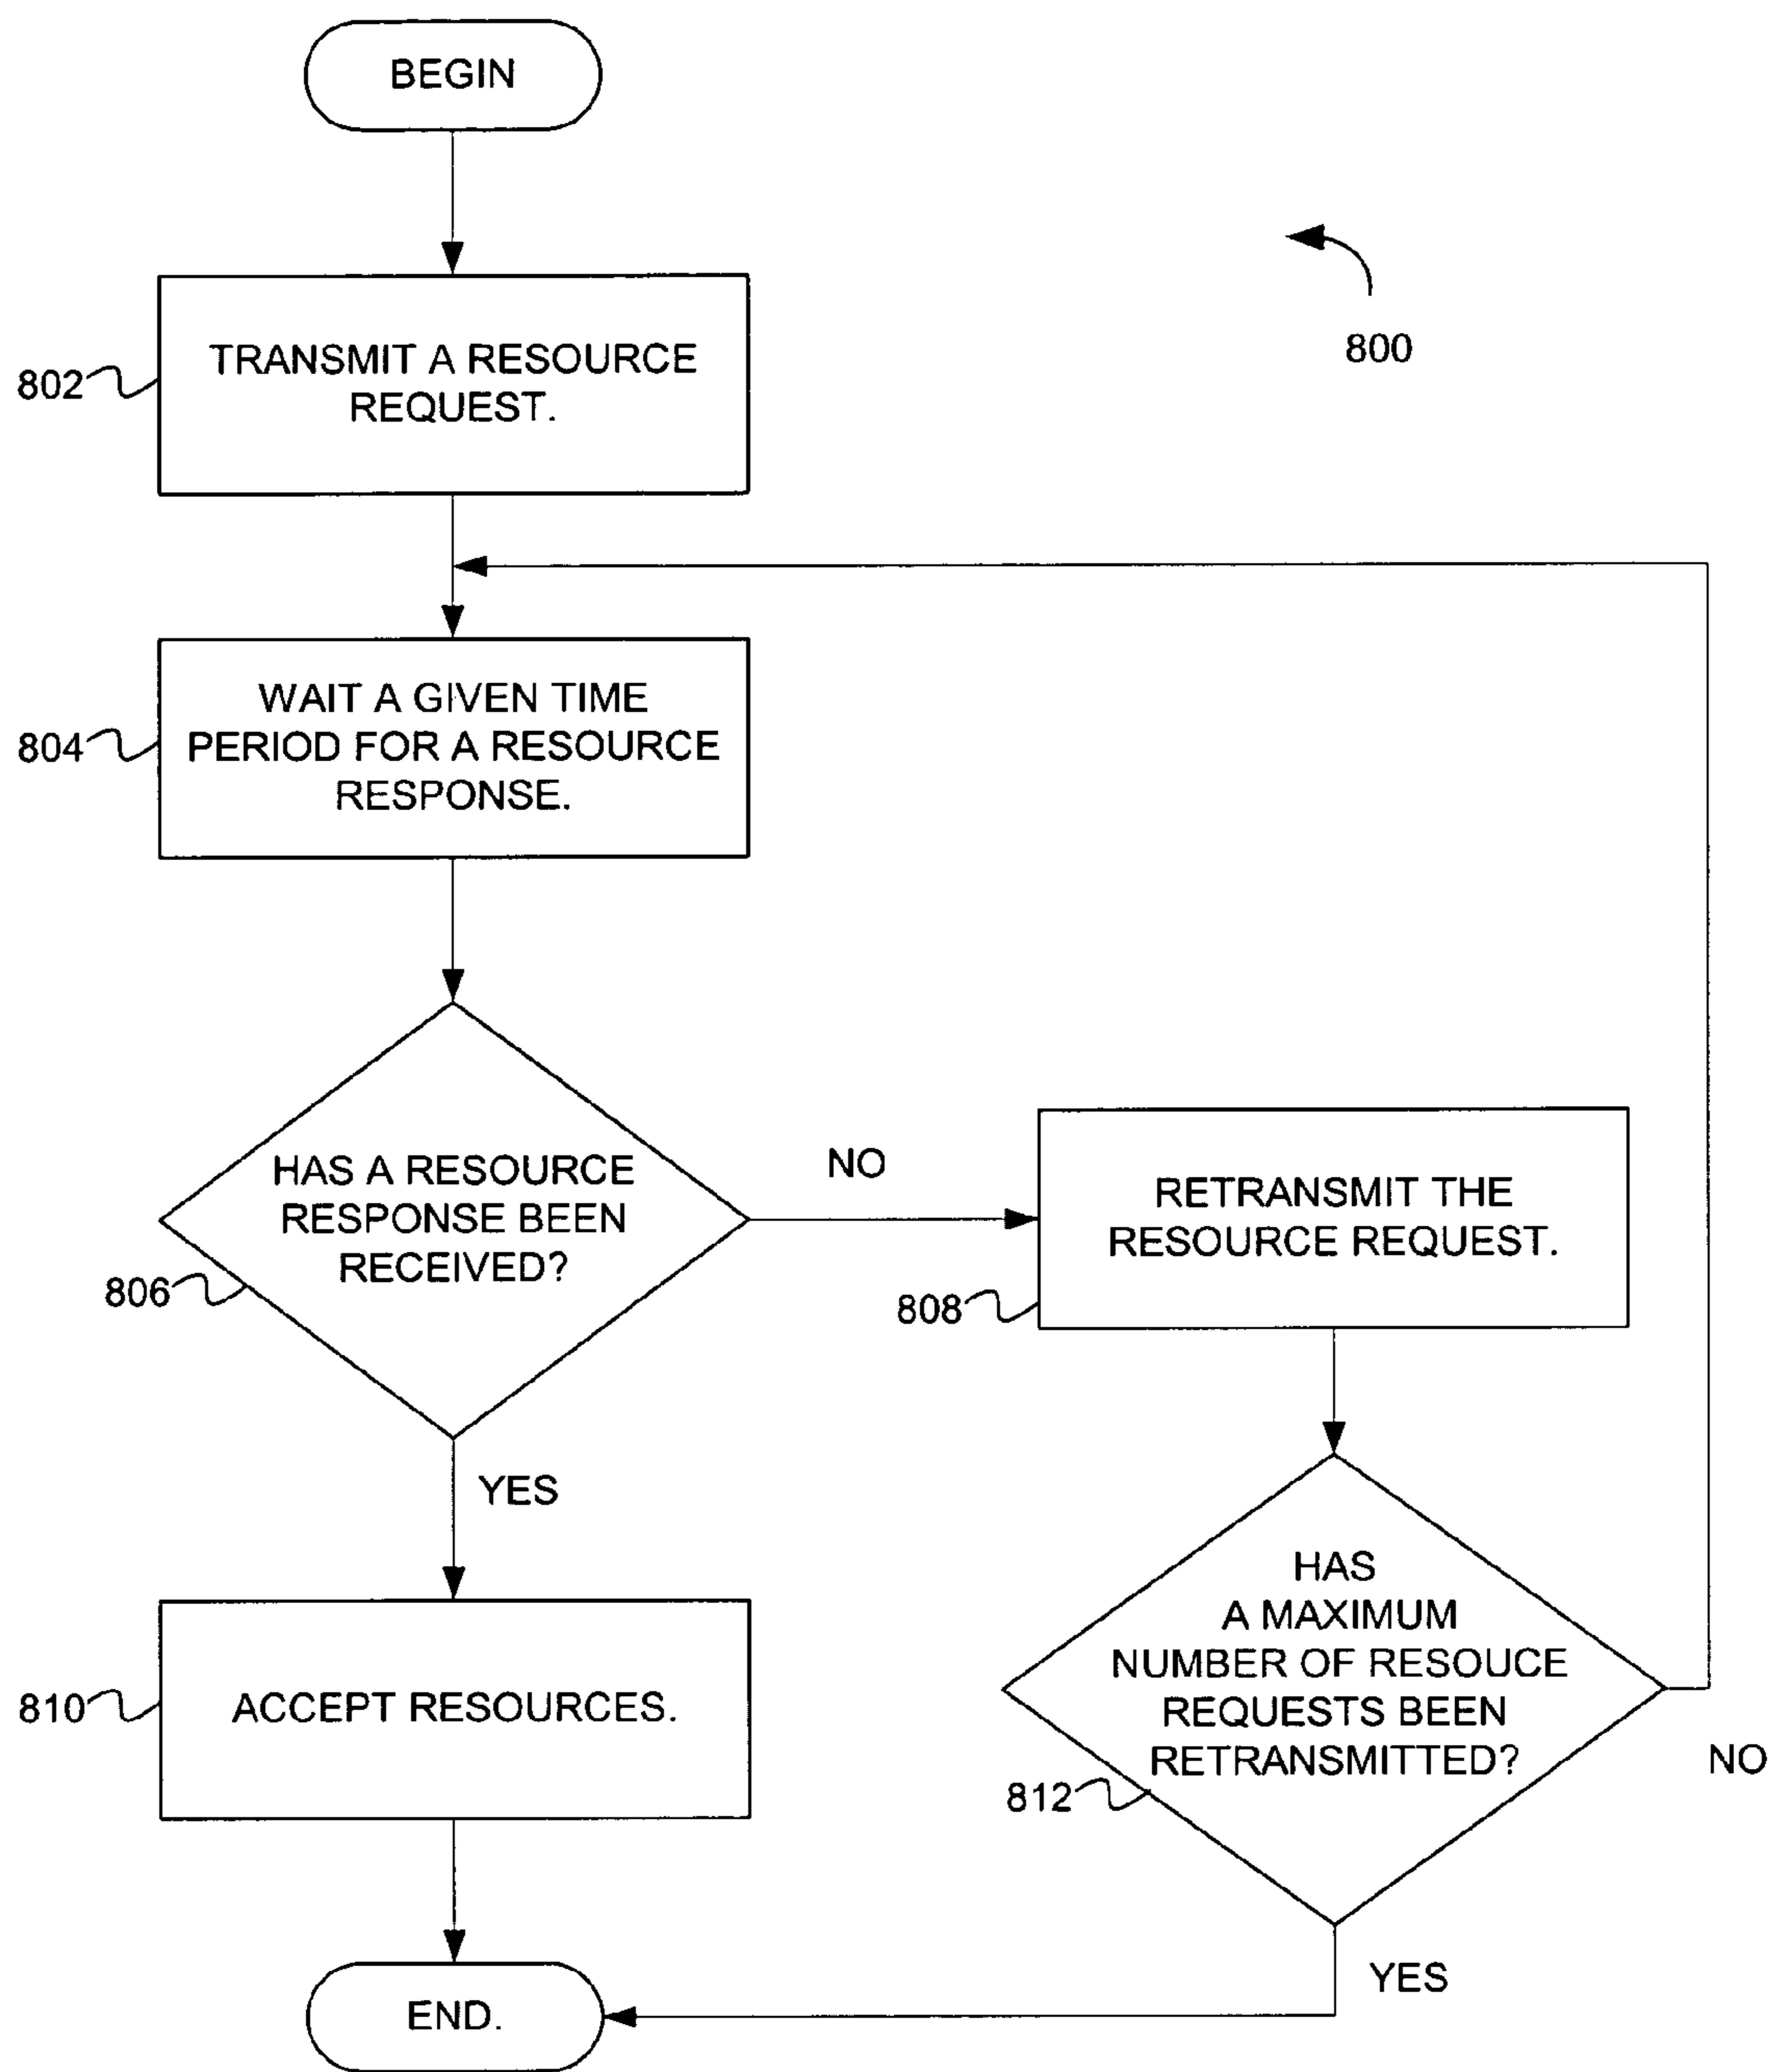 BEGIN
800
802
TRANSMIT A RESOURCE
REQUEST.
804
WAIT A GIVEN TIME
PERIOD FOR A RESOURCE
RESPONSE.
806
HAS A RESOURCE
RESPONSE BEEN
RECEIVED?
NO
808
RETRANSMIT THE
RESOURCE REQUEST.
YES
810
ACCEPT RESOURCES.
812
HAS
A MAXIMUM
NUMBER OF RESOUCE
REQUESTS BEEN
RETRANSMITTED?
NO
YES
END.